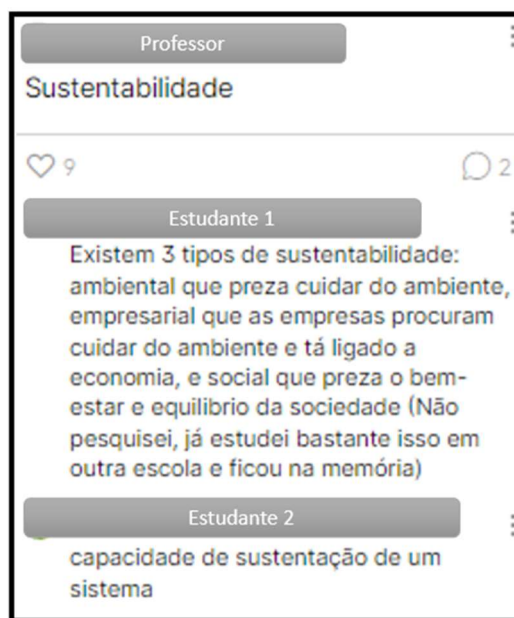 Professor
Sustentabilidade
9
2
Estudante 1
Existem 3 tipos de sustentabilidade:
ambiental que preza cuidar do ambiente,
empresarial que as empresas procuram
cuidar do ambiente e tá ligado a
economia, e social que preza o bem-
estar e equilibrio da sociedade (Não
pesquisei, já estudei bastante isso em
outra escola e ficou na memória)
Estudante 2
capacidade de sustentação de um
sistema